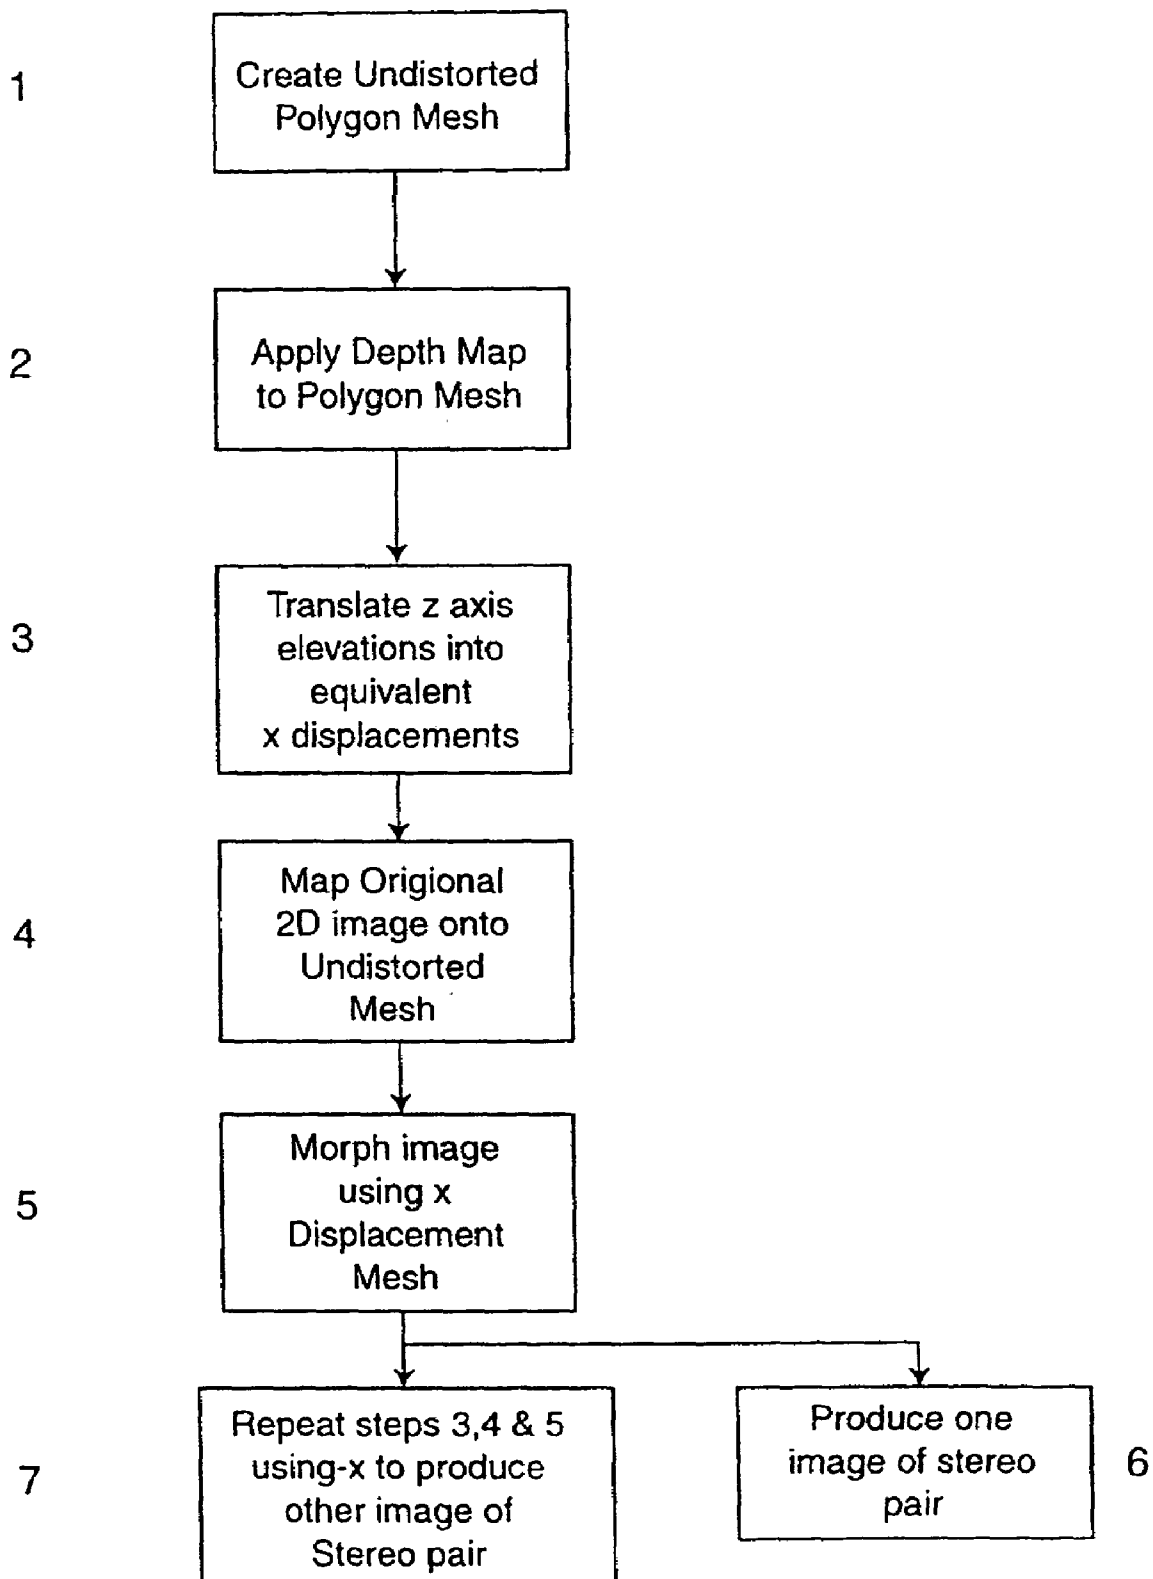 1
Create Undistorted
Polygon Mesh
2
Apply Depth Map
to Polygon Mesh
3
Translate z axis
elevations into
equivalent
x displacements
4
Map Origional
2D image onto
Undistorted
Mesh
5
Morph image
using x
Displacement
Mesh
7
Repeat steps 3,4 & 5
using-x to produce
other image of
Stereo pair
Produce one
image of stereo
pair
6